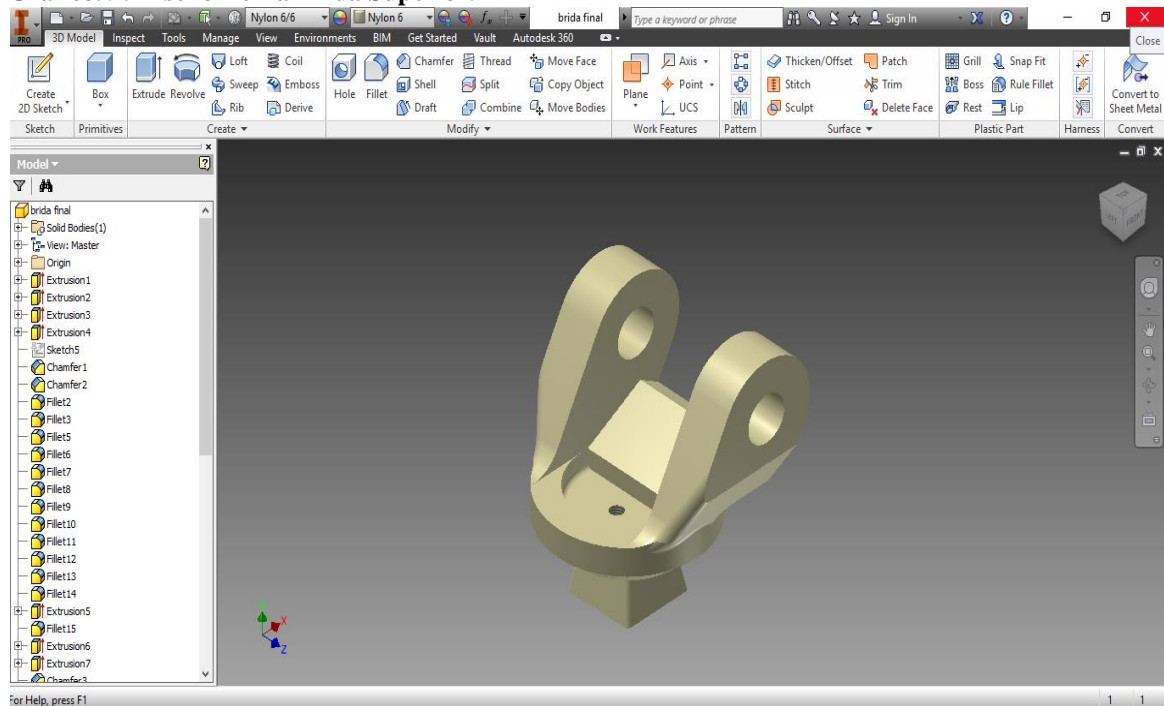 Nylon 6/6
Nylon 6
fx
brida final
Type a keyword or phrase
Sign In
PRO
3D Model
Inspect
Tools
Manage
View
Environments
BIM
Get Started
Vault
Autodesk 360
Close
Create
2D Sketch
Box
Extrude
Revolve
Loft
Sweep
Rib
Coil
Emboss
Derive
Hole
Fillet
Chamfer
Shell
Draft
Thread
Split
Combine
Move Face
Copy Object
Move Bodies
Plane
Axis
Point
UCS
Thicken/Offset
Stitch
Sculpt
Patch
Trim
Delete Face
Grill
Boss
Rest
Snap Fit
Rule Fillet
Lip
Convert to
Sheet Metal
Sketch
Primitives
Create
Modify
Work Features
Pattern
Surface
Plastic Part
Harness
Convert
Model
brida final
Solid Bodies(1)
View: Master
Origin
Extrusion1
Extrusion2
Extrusion3
Extrusion4
Sketch5
Chamfer1
Chamfer2
Fillet2
Fillet3
Fillet5
Fillet6
Fillet7
Fillet8
Fillet9
Fillet10
Fillet11
Fillet12
Fillet13
Fillet14
Extrusion5
Fillet15
Extrusion6
Extrusion7
Chamfer3
TOP
LEFT
FRONT
X
Z
For Help, press F1
1 1